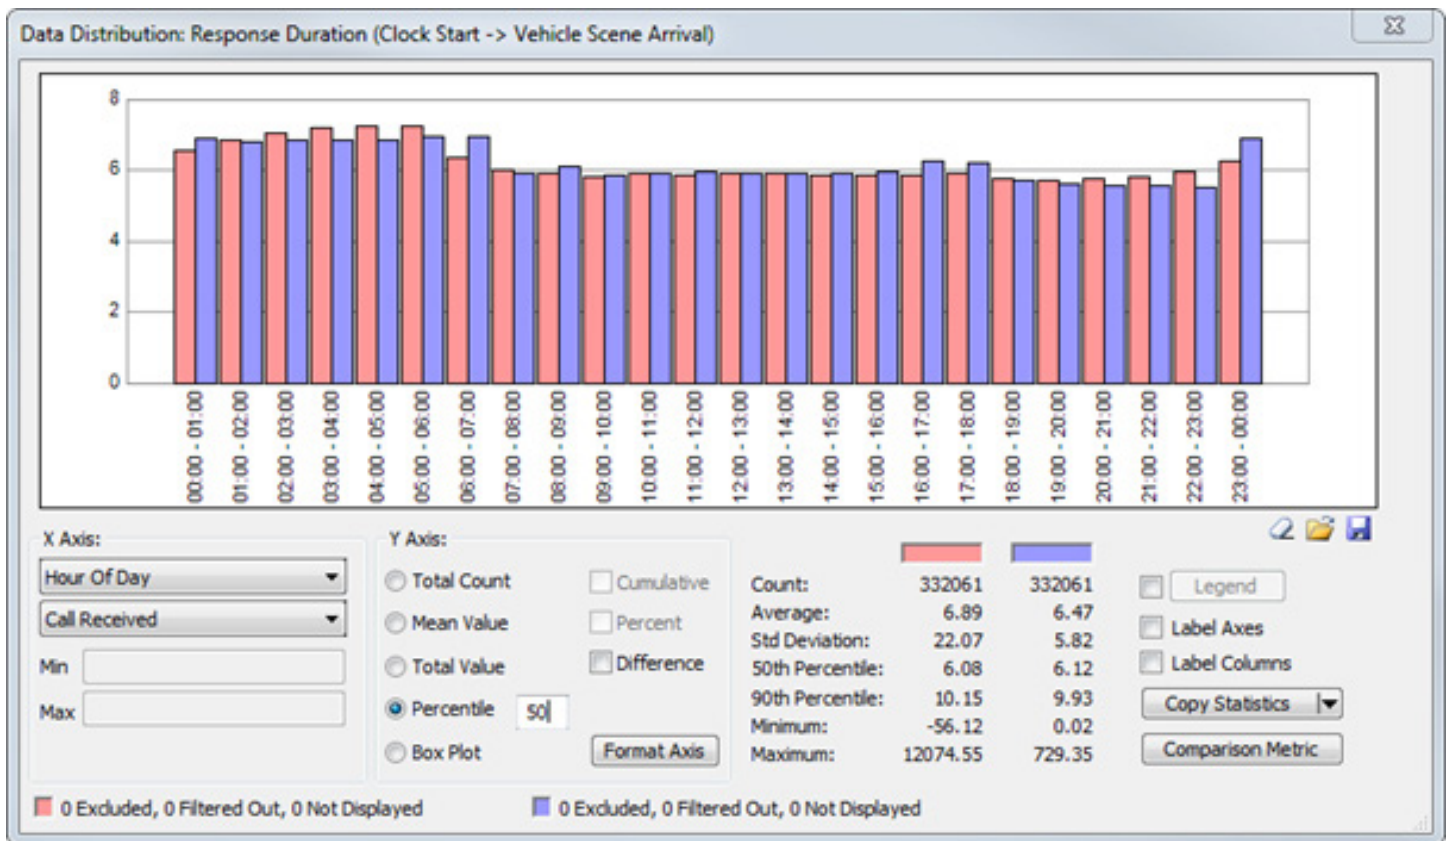 Data Distribution: Response Duration (Clock Start -> Vehicle Scene Arrival)
8
6
4
2
0
00:00 - 01:00
01:00 - 02:00
02:00 - 03:00
03:00 - 04:00
04:00 - 05:00
05:00 - 06:00
06:00 - 07:00
07:00 - 08:00
08:00 - 09:00
09:00 - 10:00
10:00 - 11:00
11:00 - 12:00
12:00 - 13:00
13:00 - 14:00
14:00 - 15:00
15:00 - 16:00
16:00 - 17:00
17:00 - 18:00
18:00 - 19:00
19:00 - 20:00
20:00 - 21:00
21:00 - 22:00
22:00 - 23:00
23:00 - 00:00
X Axis:
Hour Of Day
Call Received
Min
Max
Y Axis:
Total Count
Cumulative
Mean Value
Percent
Total Value
Difference
Percentile 50
Box Plot
Format Axis
Count: 332061 332061
Average: 6.89 6.47
Std Deviation: 22.07 5.82
50th Percentile: 6.08 6.12
90th Percentile: 10.15 9.93
Minimum: -56.12 0.02
Maximum: 12074.55 729.35
Legend
Label Axes
Label Columns
Copy Statistics
Comparison Metric
0 Excluded, 0 Filtered Out, 0 Not Displayed
0 Excluded, 0 Filtered Out, 0 Not Displayed